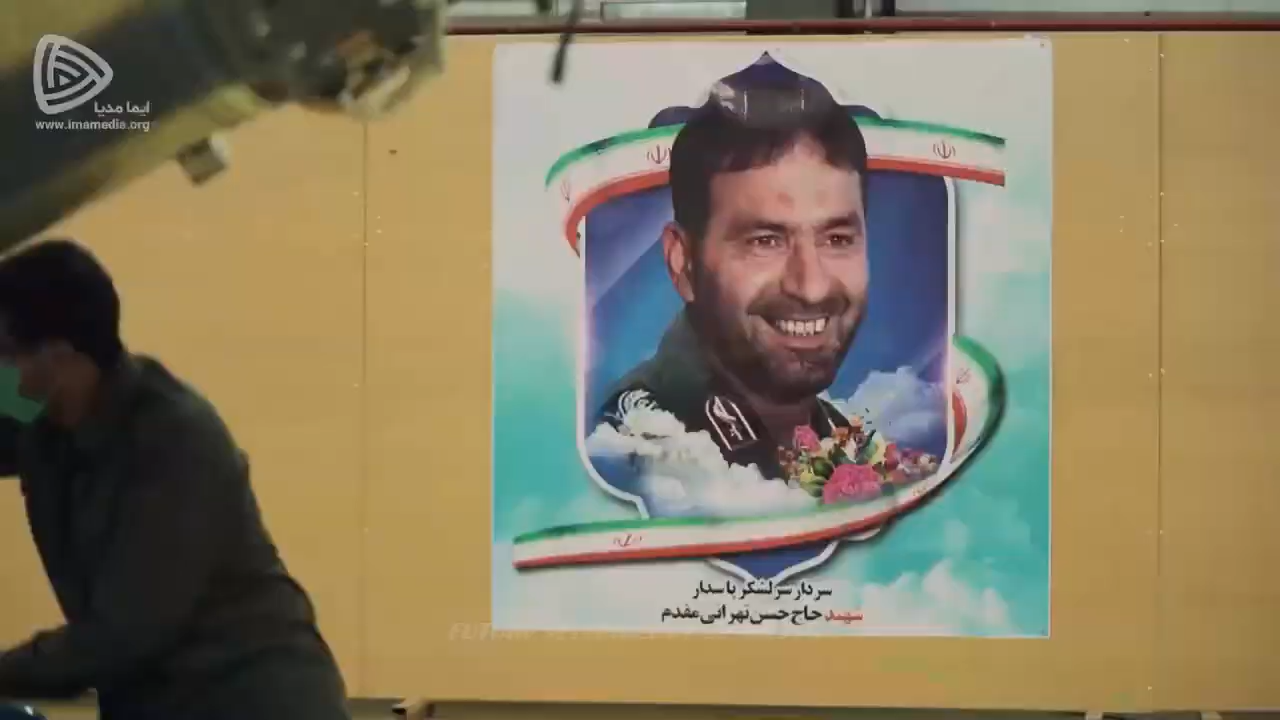 ایما مدیا
www.imamedia.org
سردار سرلشکر پاسدار
شهید حاج حسن تهرانی مقدم